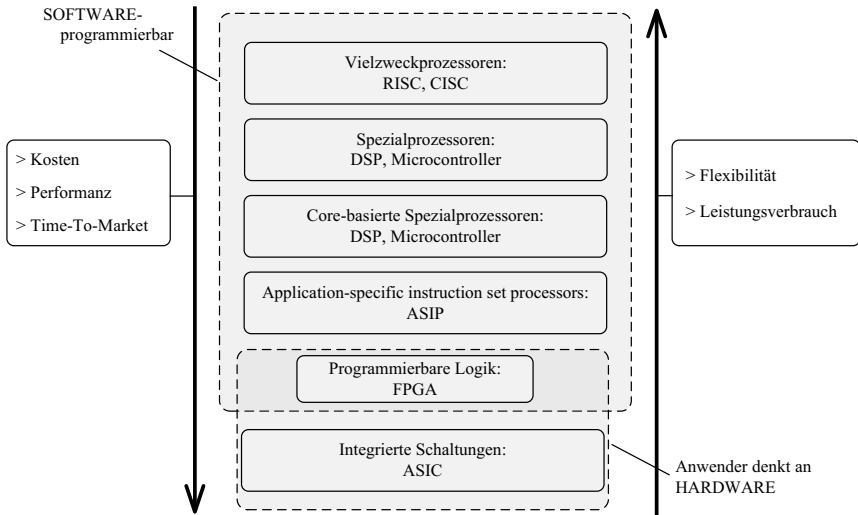 SOFTWARE-
programmierbar
Vielzweckprozessoren:
RISC, CISC
Spezialprozessoren:
DSP, Microcontroller
> Kosten
> Performanz
> Time-To-Market
> Flexibilität
> Leistungsverbrauch
Core-basierte Spezialprozessoren:
DSP, Microcontroller
Application-specific instruction set processors:
ASIP
Programmierbare Logik:
FPGA
Integrierte Schaltungen:
ASIC
Anwender denkt an
HARDWARE